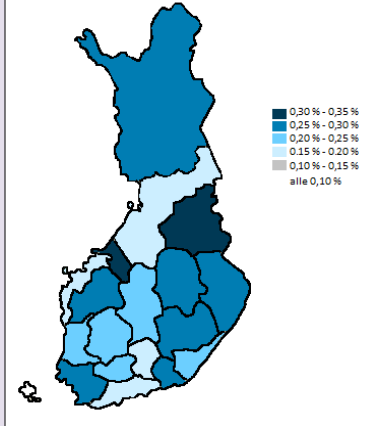 0,30 % - 0,35 %
0,25 % - 0,30 %
0,20 % - 0,25 %
0.15 % - 0.20 %
0,10 % - 0,15 %
alle 0,10 %